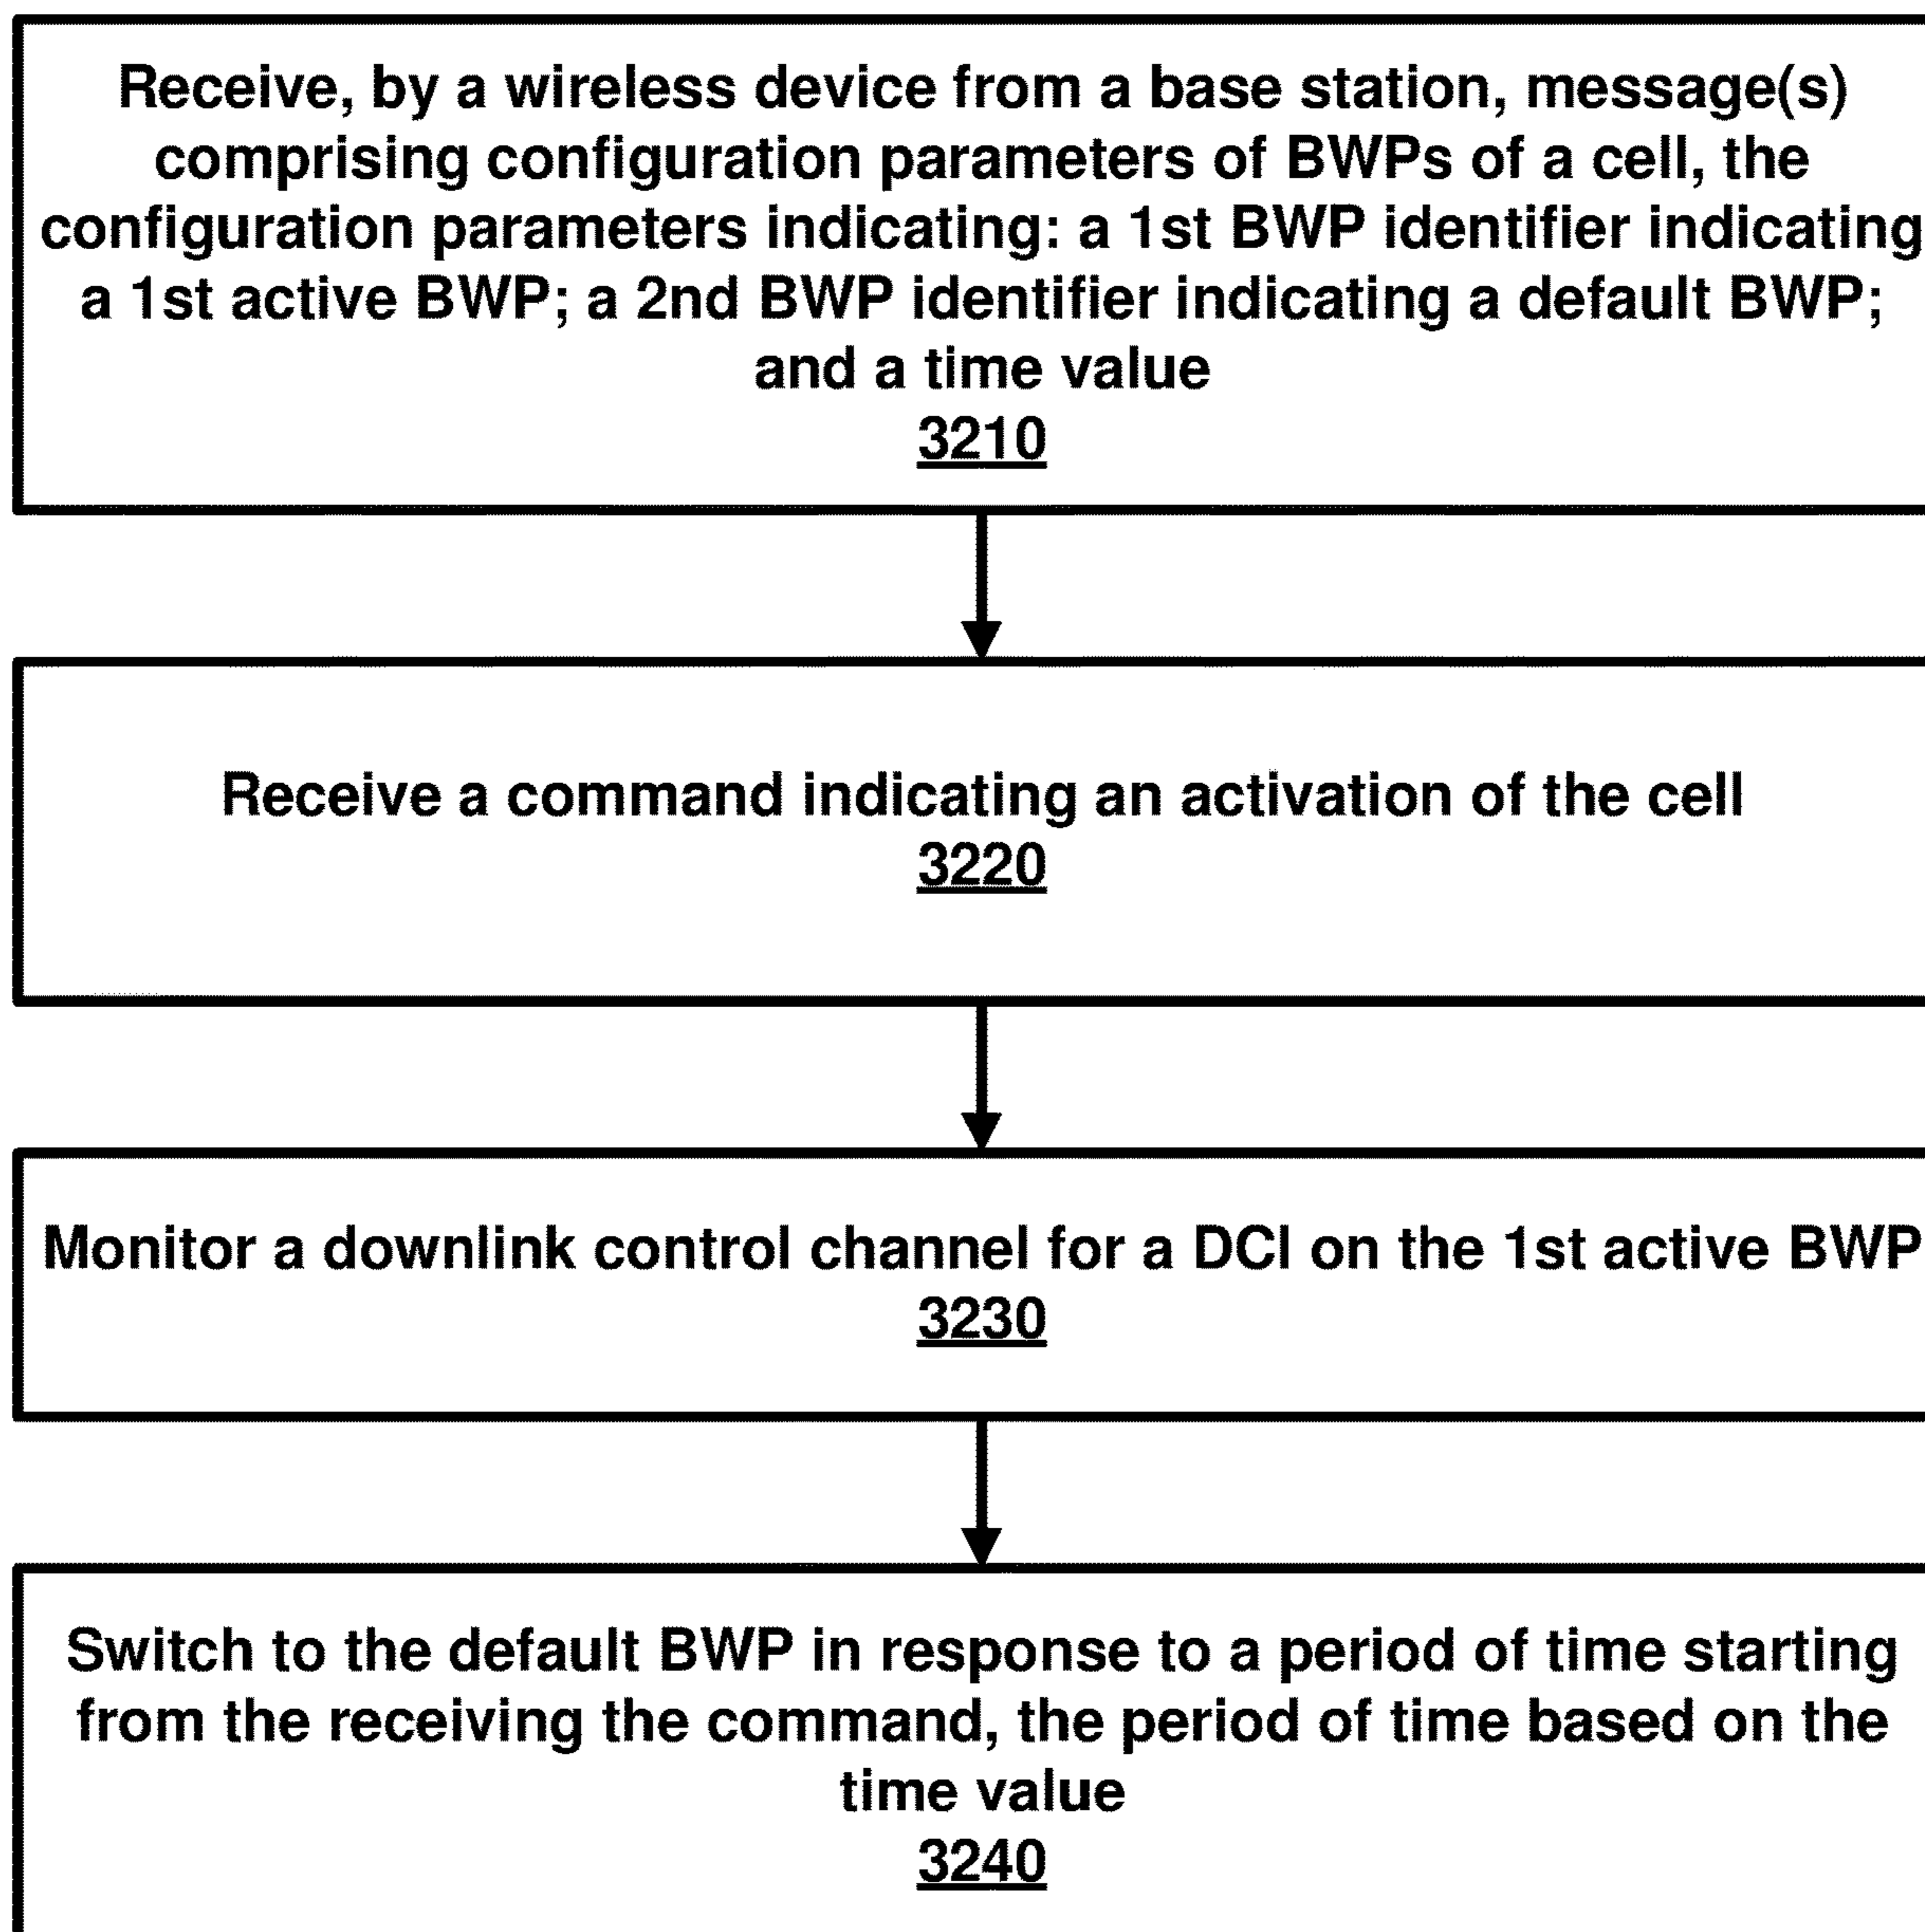 Receive, by a wireless device from a base station, message(s)
comprising configuration parameters of BWPs of a cell, the
configuration parameters indicating: a 1st BWP identifier indicating
a 1st active BWP; a 2nd BWP identifier indicating a default BWP;
and a time value
3210
Receive a command indicating an activation of the cell
3220
Monitor a downlink control channel for a DCI on the 1st active BWP
3230
Switch to the default BWP in response to a period of time starting
from the receiving the command, the period of time based on the
time value
3240